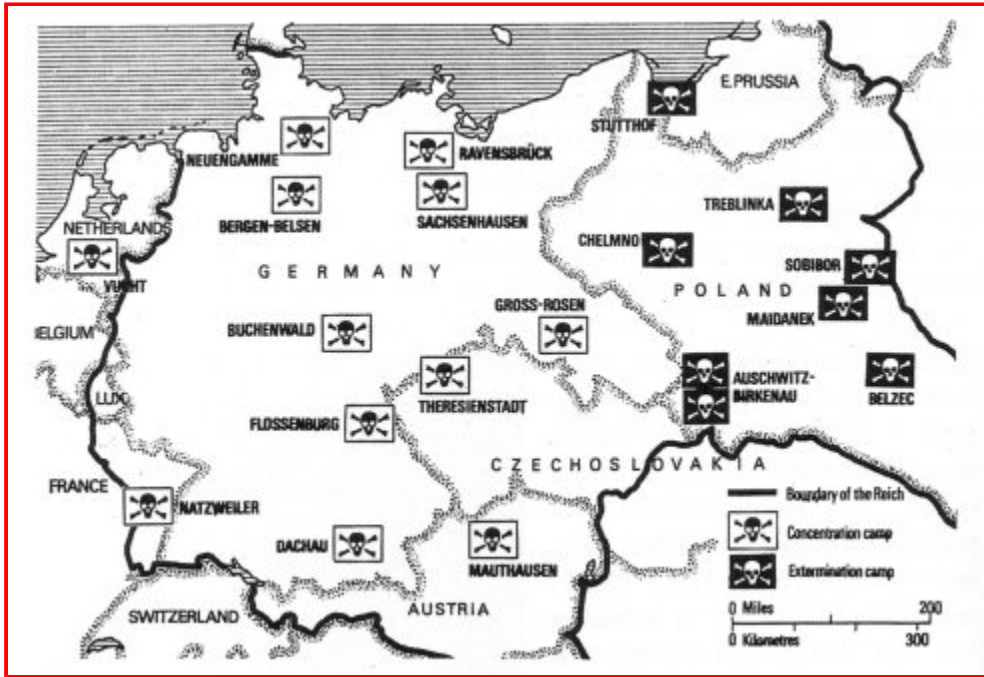 E. PRUSSIA
STUTTHOF
NEUENGAMME
RAVENSBRÜCK
BERGEN-BELSEN
SACHSENHAUSEN
TREBLINKA
NETHERLANDS
CHELMNO
SOBIBOR
VUGHT
GERMANY
POLAND
GROSS-ROSEN
MAIDANEK
BELGIUM
BUCHENWALD
AUSCHWITZ-
BIRKENAU
BELZEC
LUX
THERESIENSTADT
FLOSSENBURG
CZECHOSLOVAKIA
FRANCE
NATZWEILER
Boundary of the Reich
Concentration camp
DACHAU
MAUTHAUSEN
Extermination camp
SWITZERLAND
AUSTRIA
0 Miles 200
0 Kilometres 300